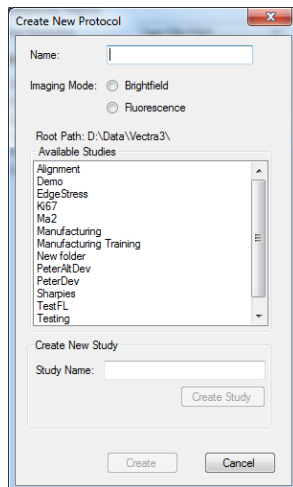 Create New Protocol
Name:
Imaging Mode: Brightfield
Fluorescence
Root Path: D:\Data\Vectra3\
Available Studies
Alignment
Demo
EdgeStress
Ki67
Ma2
Manufacturing
Manufacturing Training
New folder
PeterAltDev
PeterDev
Sharpies
TestFL
Testing
Create New Study
Study Name:
Create Study
Create Cancel